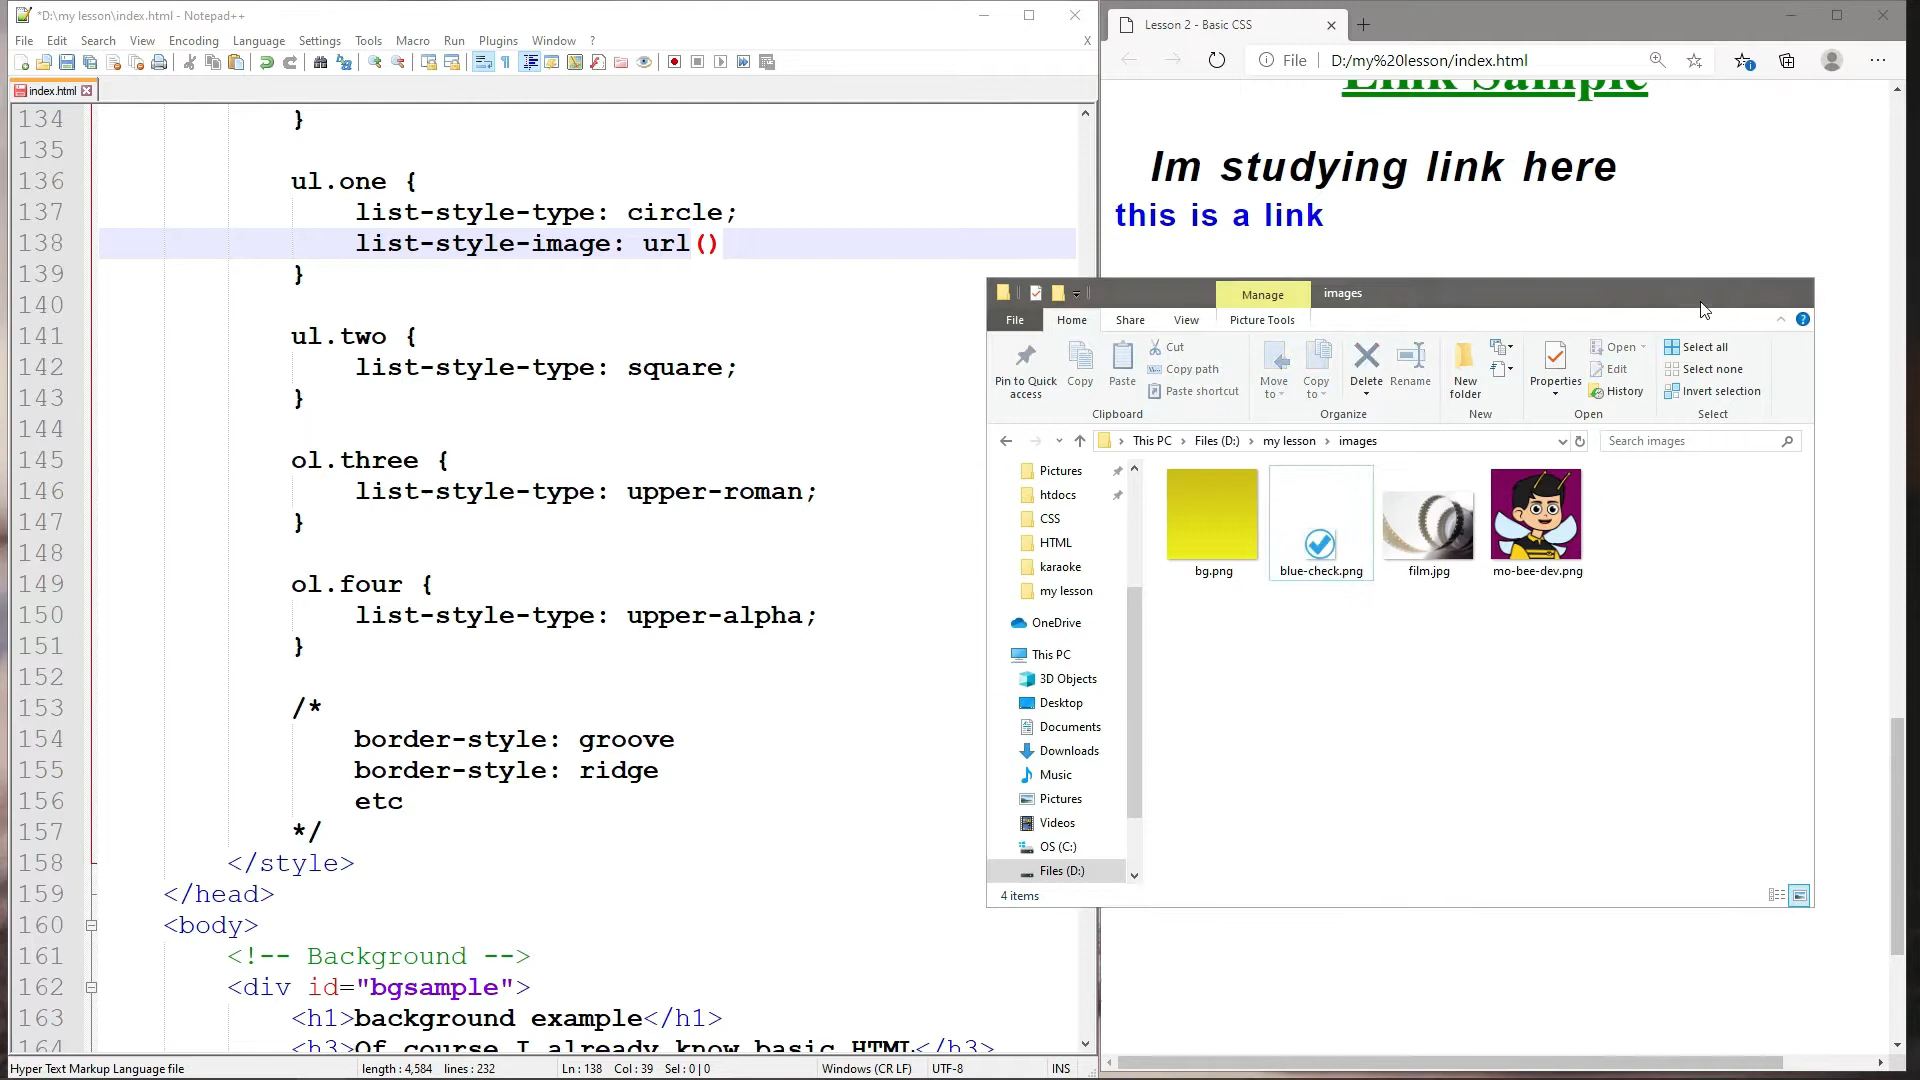 *D:\my lesson\index.html - Notepad++
File Edit Search View Encoding Language Settings Tools Macro Run Plugins Window ? X
index.html
134 }
135
136 ul.one {
137 list-style-type: circle;
138 list-style-image: url()
139 }
140
141 ul.two {
142 list-style-type: square;
143 }
144
145 ol.three {
146 list-style-type: upper-roman;
147 }
148
149 ol.four {
150 list-style-type: upper-alpha;
151 }
152
153 /*
154 border-style: groove
155 border-style: ridge
156 etc
157 */
158 </style>
159 </head>
160 <body>
161 <!-- Background -->
162 <div id="bgsample">
163 <h1>background example</h1>
164 <h3>Of course I already know basic HTML</h3>
Hyper Text Markup Language file length : 4,584 lines : 232 Ln : 138 Col : 39 Sel : 0 | 0 Windows (CR LF) UTF-8 INS
Lesson 2 - Basic CSS
File D:/my%20lesson/index.html
Link Sample
Im studying link here
this is a link
Manage images
File Home Share View Picture Tools
Pin to Quick access
Copy
Paste
Cut
Copy path
Paste shortcut
Clipboard
Move to
Copy to
Delete
Rename
Organize
New folder
New
Properties
Open
Edit
History
Open
Select all
Select none
Invert selection
Select
This PC Files (D:) my lesson images
Search images
Pictures
htdocs
CSS
HTML
karaoke
my lesson
OneDrive
This PC
3D Objects
Desktop
Documents
Downloads
Music
Pictures
Videos
OS (C:)
Files (D:)
bg.png
blue-check.png
film.jpg
mo-bee-dev.png
4 items